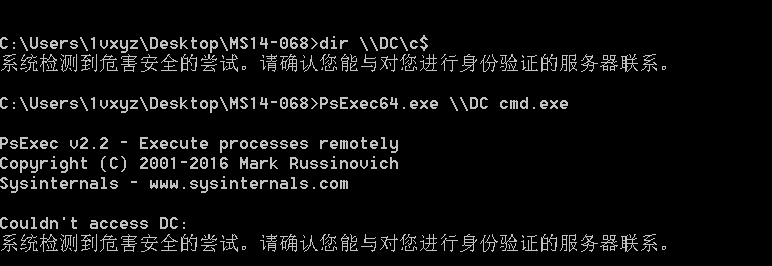 C:\Users\1vxyz\Desktop\MS14-068>dir \\DC\c$
系统检测到危害安全的尝试。请确认您能与对您进行身份验证的服务器联系。
C:\Users\1vxyz\Desktop\MS14-068>PsExec64.exe \\DC cmd.exe
PsExec v2.2 - Execute processes remotely
Copyright (C) 2001-2016 Mark Russinovich
Sysinternals - www.sysinternals.com
Couldn't access DC:
系统检测到危害安全的尝试。请确认您能与对您进行身份验证的服务器联系。